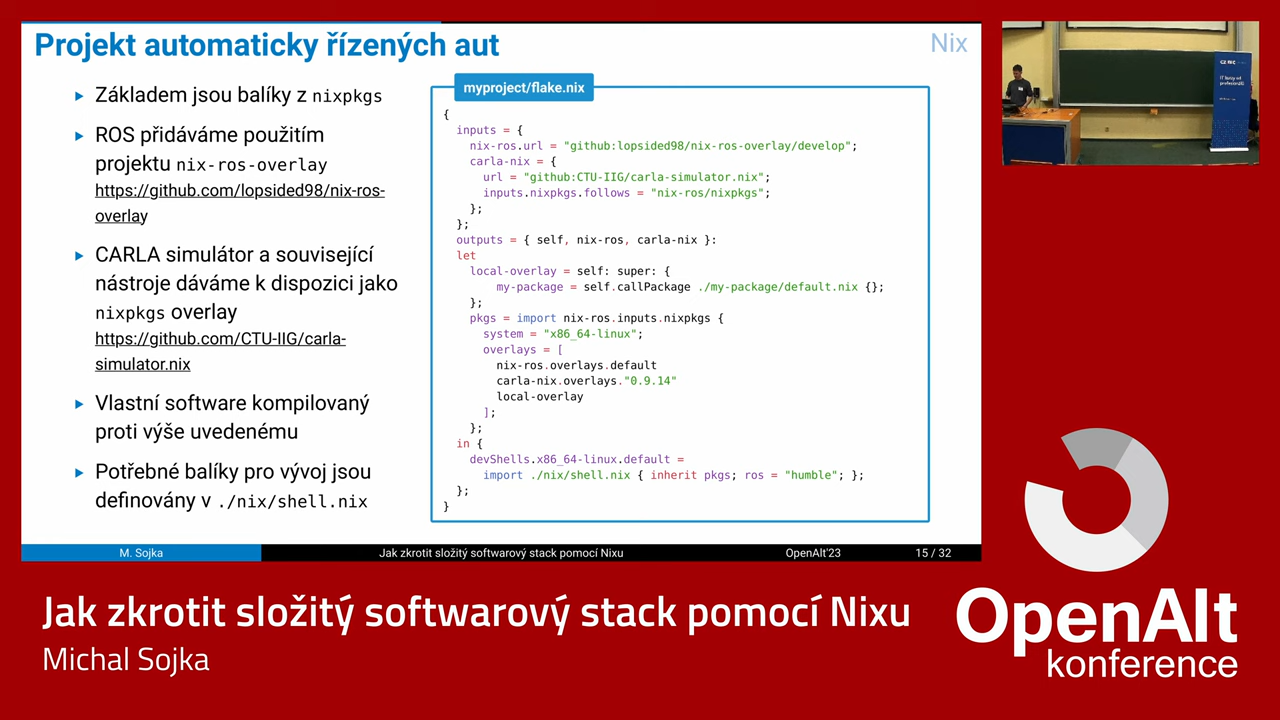 Projekt automaticky řízených aut
Nix
Základem jsou balíky z nixpkgs
ROS přidáváme použitím
projektu nix-ros-overlay
https://github.com/lopsided98/nix-ros-
overlay
CARLA simulátor a související
nástroje dáváme k dispozici jako
nixpkgs overlay
https://github.com/CTU-IIG/carla-
simulator.nix
Vlastní software kompilovaný
proti výše uvedenému
Potřebné balíky pro vývoj jsou
definovány v ./nix/shell.nix
myproject/flake.nix
{
  inputs = {
    nix-ros.url = "github:lopsided98/nix-ros-overlay/develop";
    carla-nix = {
      url = "github:CTU-IIG/carla-simulator.nix";
      inputs.nixpkgs.follows = "nix-ros/nixpkgs";
    };
  };
  outputs = { self, nix-ros, carla-nix }:
  let
    local-overlay = self: super: {
        my-package = self.callPackage ./my-package/default.nix {};
    };
    pkgs = import nix-ros.inputs.nixpkgs {
      system = "x86_64-linux";
      overlays = [
        nix-ros.overlays.default
        carla-nix.overlays."0.9.14"
        local-overlay
      ];
    };
  in {
    devShells.x86_64-linux.default =
      import ./nix/shell.nix { inherit pkgs; ros = "humble"; };
  };
}
M. Sojka
Jak zkrotit složitý softwarový stack pomocí Nixu
OpenAlt'23
15 / 32
Jak zkrotit složitý softwarový stack pomocí Nixu
Michal Sojka
OpenAlt
konference